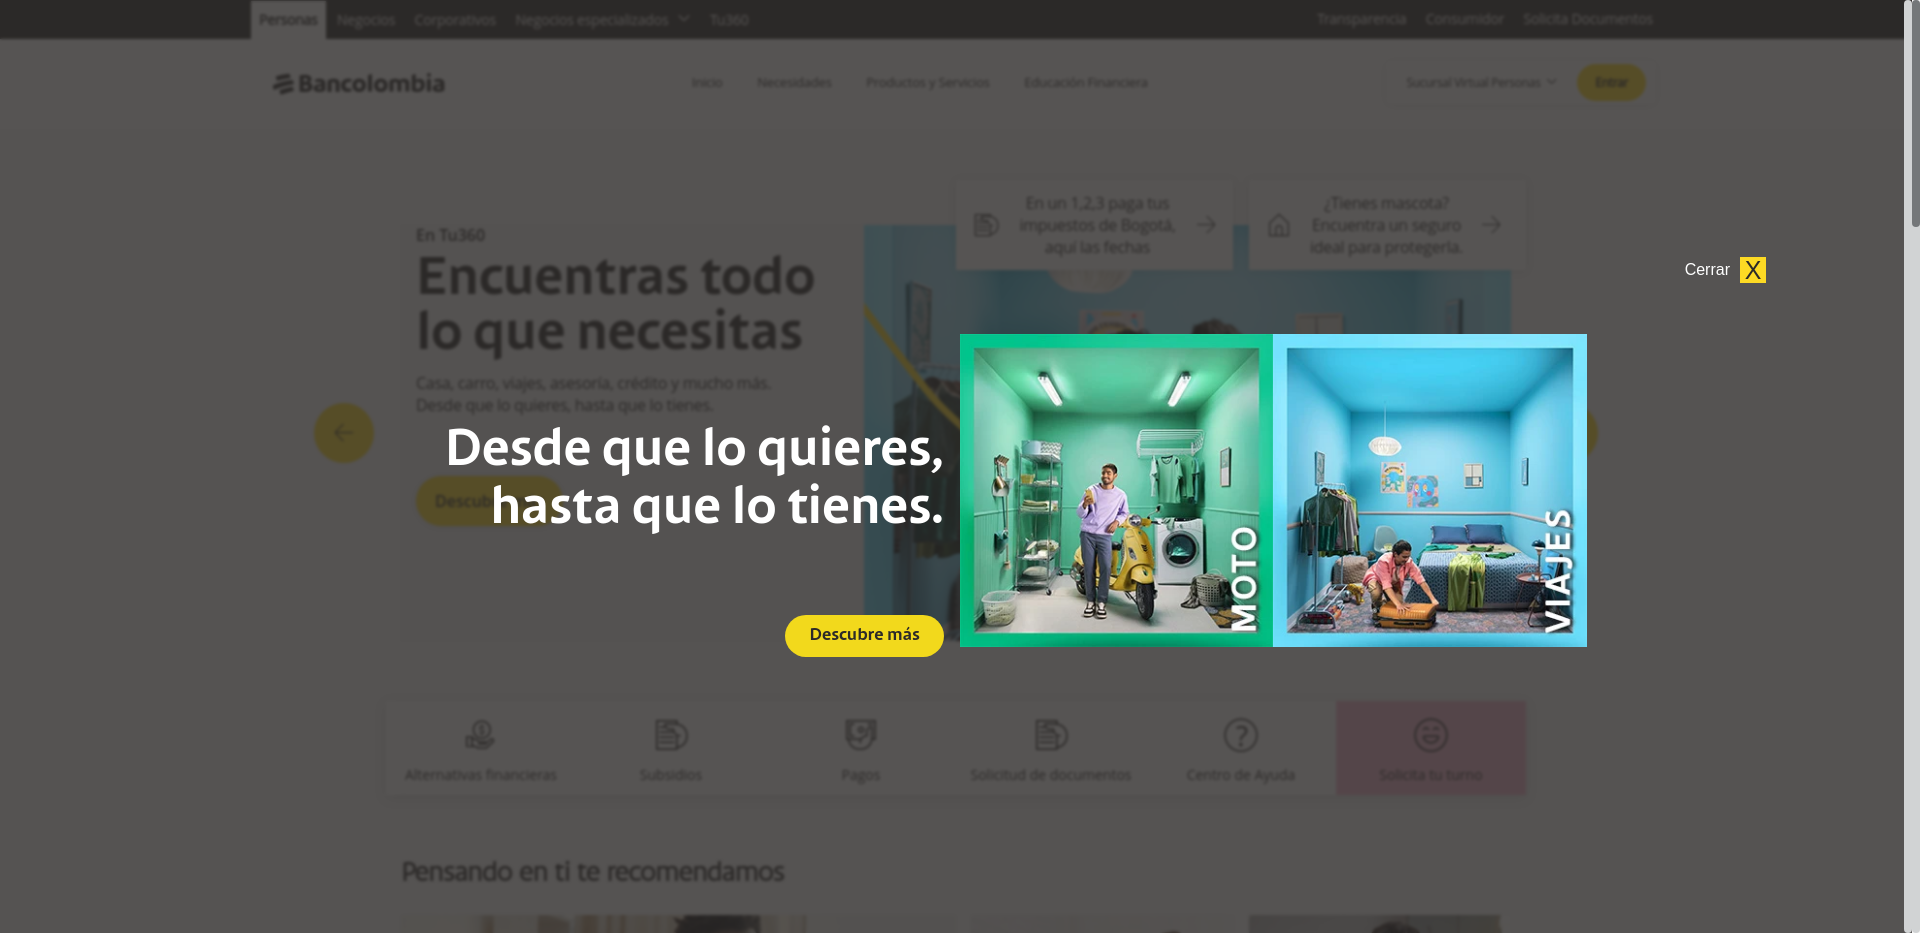 Personas Negocios Corporativos Negocios especializados Tu360 Transparencia Consumidor Solicita Documentos
Bancolombia Inicio Necesidades Productos y Servicios Educación Financiera Sucursal Virtual Personas Entrar
En un 1,2,3 paga tus
impuestos de Bogotá,
aquí las fechas
¿Tienes mascota?
Encuentra un seguro
ideal para protegerla.
En Tu360
Encuentras todo
lo que necesitas
Casa, carro, viajes, asesoría, crédito y mucho más.
Desde que lo quieres, hasta que lo tienes.
Cerrar X
Desde que lo quieres,
hasta que lo tienes.
Descubre más
MOTO
VIAJES
Alternativas financieras
Subsidios
Pagos
Solicitud de documentos
Centro de Ayuda
Solicita tu turno
Pensando en ti te recomendamos